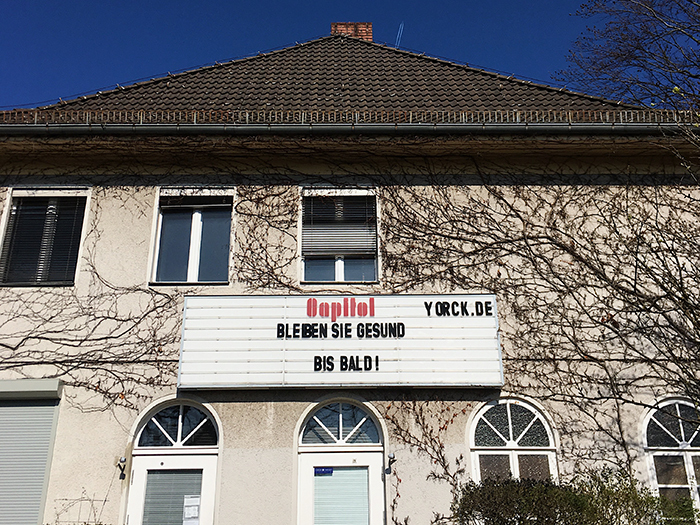 Capitol YORCK.DE
BLEIBEN SIE GESUND
BIS BALD!